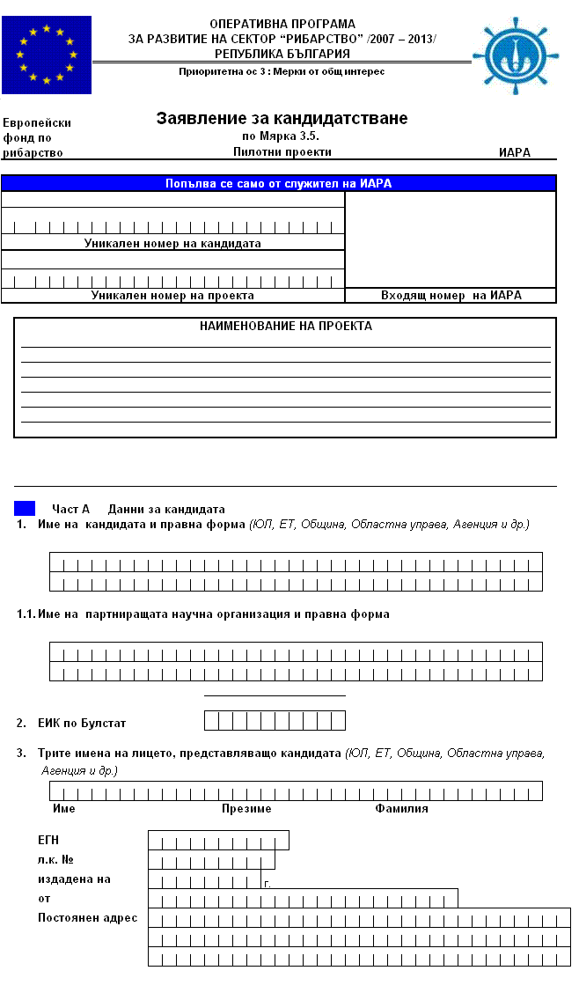 ОПЕРАТИВНА ПРОГРАМА
ЗА РАЗВИТИЕ НА СЕКТОР “РИБАРСТВО” /2007 – 2013/
РЕПУБЛИКА БЪЛГАРИЯ
Приоритетна ос 3 : Мерки от общ интерес
Европейски
фонд по
рибарство
Заявление за кандидатстване
по Мярка 3.5.
Пилотни проекти
ИАРА
Попълва се само от служител на ИАРА
Уникален номер на кандидата
Уникален номер на проекта
Входящ номер на ИАРА
НАИМЕНОВАНИЕ НА ПРОЕКТА
Част А Данни за кандидата
1. Име на кандидата и правна форма (ЮЛ, ЕТ, Община, Областна управа, Агенция и др.)
1.1. Име на партниращата научна организация и правна форма
2. ЕИК по Булстат
3. Трите имена на лицето, представляващо кандидата (ЮЛ, ЕТ, Община, Областна управа,
Агенция и др.)
Име Презиме Фамилия
ЕГН
л.к. №
издадена на г.
от
Постоянен адрес